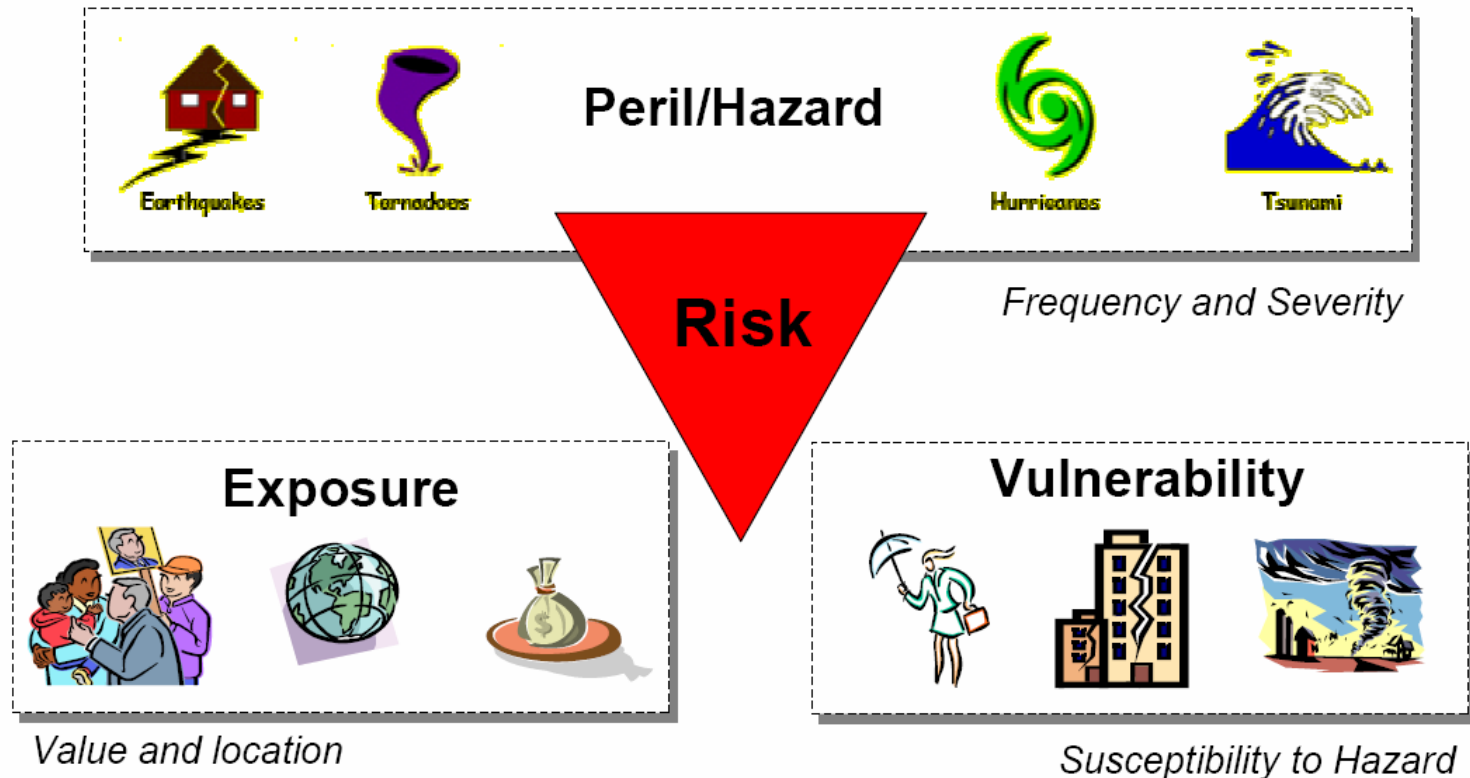 Peril/Hazard
Earthquakes
Tornadoes
Hurricanes
Tsunami
Risk
Frequency and Severity
Exposure
$
Value and location
Vulnerability
Susceptibility to Hazard